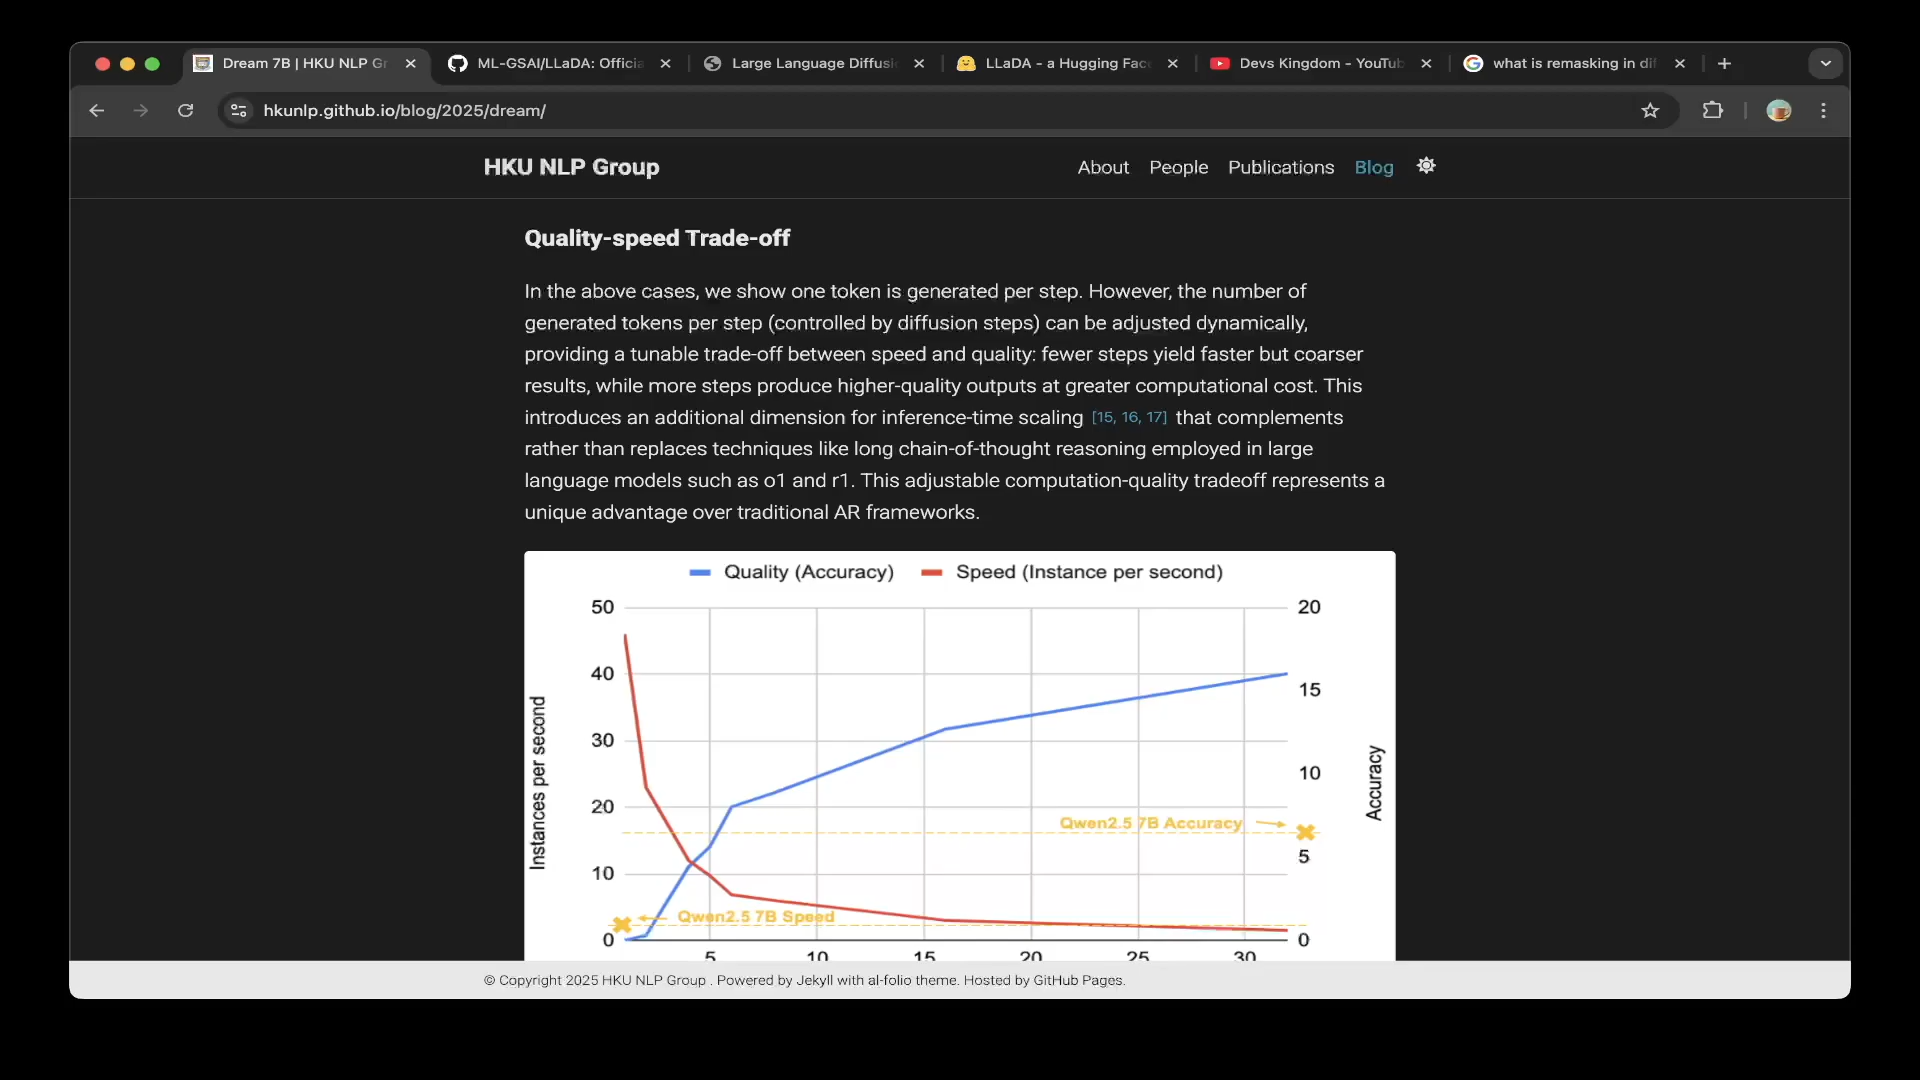 Dream 7B | HKU NLP Gr
ML-GSAI/LLaDA: Officia
Large Language Diffusi
LLaDA - a Hugging Fac
Devs Kingdom - YouTub
what is remasking in dif
hkunlp.github.io/blog/2025/dream/
HKU NLP Group
About People Publications Blog
Quality-speed Trade-off
In the above cases, we show one token is generated per step. However, the number of
generated tokens per step (controlled by diffusion steps) can be adjusted dynamically,
providing a tunable trade-off between speed and quality: fewer steps yield faster but coarser
results, while more steps produce higher-quality outputs at greater computational cost. This
introduces an additional dimension for inference-time scaling [15, 16, 17] that complements
rather than replaces techniques like long chain-of-thought reasoning employed in large
language models such as o1 and r1. This adjustable computation-quality tradeoff represents a
unique advantage over traditional AR frameworks.
Quality (Accuracy) Speed (Instance per second)
50
40
30
20
10
0
Instances per second
20
15
10
5
0
Accuracy
Qwen2.5 7B Accuracy
Qwen2.5 7B Speed
5 10 15 20 25 30
© Copyright 2025 HKU NLP Group . Powered by Jekyll with al-folio theme. Hosted by GitHub Pages.